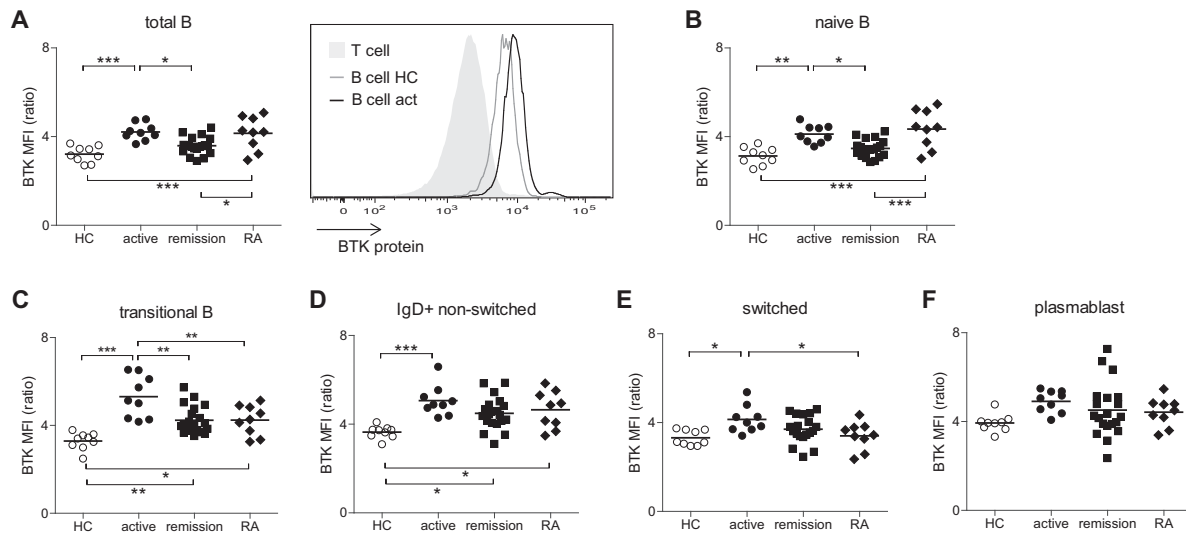 A
total B
BTK MFI (ratio)
8
4
0
***
*
***
*
HC
active
remission
RA
T cell
B cell HC
B cell act
0
10²
10³
10⁴
10⁵
BTK protein
B
naive B
BTK MFI (ratio)
8
4
0
**
*
***
***
HC
active
remission
RA
C
transitional B
BTK MFI (ratio)
8
4
0
**
***
**
*
**
HC
active
remission
RA
D
IgD+ non-switched
BTK MFI (ratio)
8
4
0
***
*
*
HC
active
remission
RA
E
switched
BTK MFI (ratio)
8
4
0
*
*
HC
active
remission
RA
F
plasmablast
BTK MFI (ratio)
8
4
0
HC
active
remission
RA